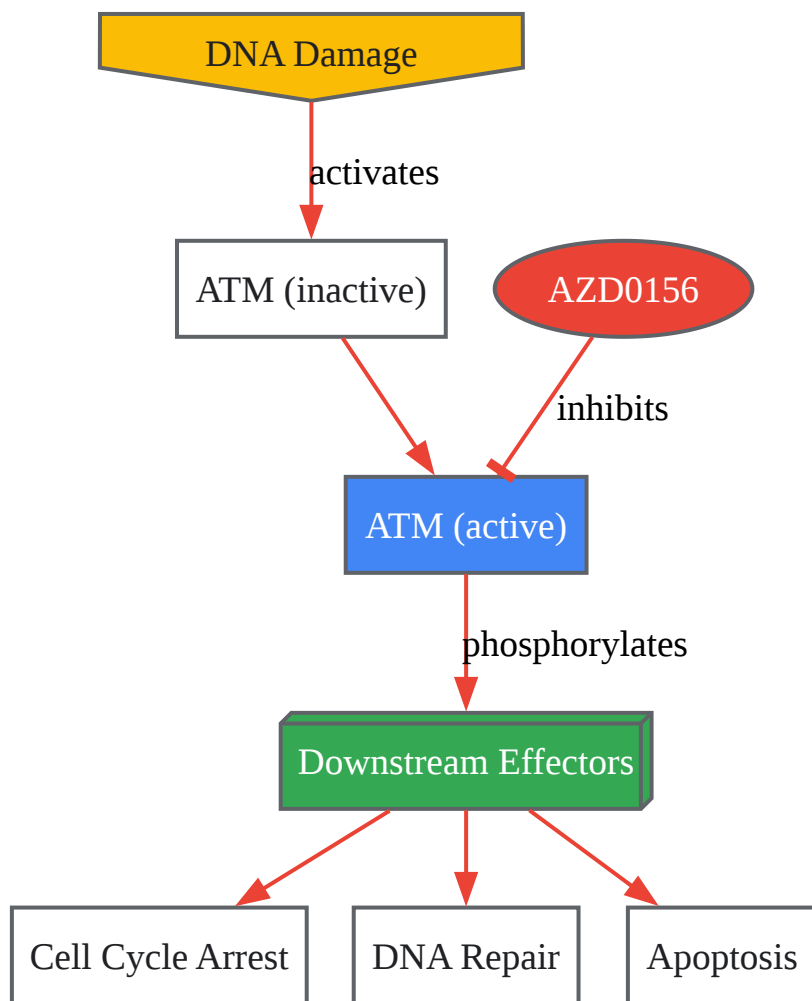 DNA Damage
activates
ATM (inactive)
AZD0156
inhibits
ATM (active)
phosphorylates
Downstream Effectors
Cell Cycle Arrest
DNA Repair
Apoptosis